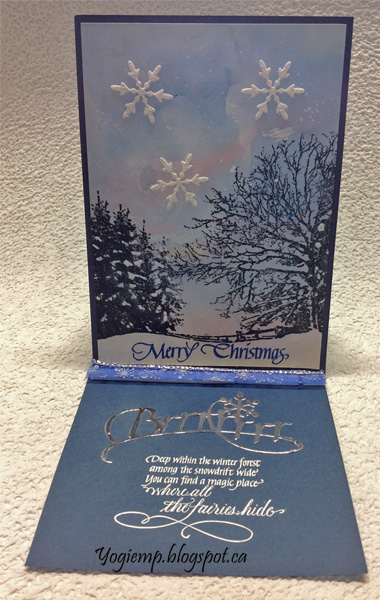 Merry Christmas
Brrrrrrr
Deep within the winter forest
among the snowdrift wide
You can find a magic place
where all
the fairies hide
Yogiemp.blogspot.ca